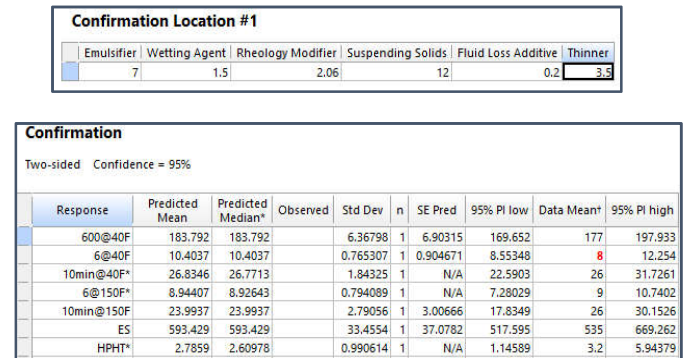 Confirmation Location #1
Emulsifier Wetting Agent Rheology Modifier Suspending Solids Fluid Loss Additive Thinner
7 1.5 2.06 12 0.2 3.5
Confirmation
Two-sided Confidence = 95%
Response Predicted Mean Predicted Median* Observed Std Dev n SE Pred 95% PI low Data Mean† 95% PI high
600@40F 183.792 183.792 6.36798 1 6.90315 169.652 177 197.933
6@40F 10.4037 10.4037 0.765307 1 0.904671 8.55348 8 12.254
10min@40F* 26.8346 26.7713 1.84325 1 N/A 22.5903 26 31.7261
6@150F* 8.94407 8.92643 0.794089 1 N/A 7.28029 9 10.7402
10min@150F 23.9937 23.9937 2.79056 1 3.00666 17.8349 26 30.1526
ES 593.429 593.429 33.4554 1 37.0782 517.595 535 669.262
HPHT* 2.7859 2.60978 0.990614 1 N/A 1.14589 3.2 5.94379